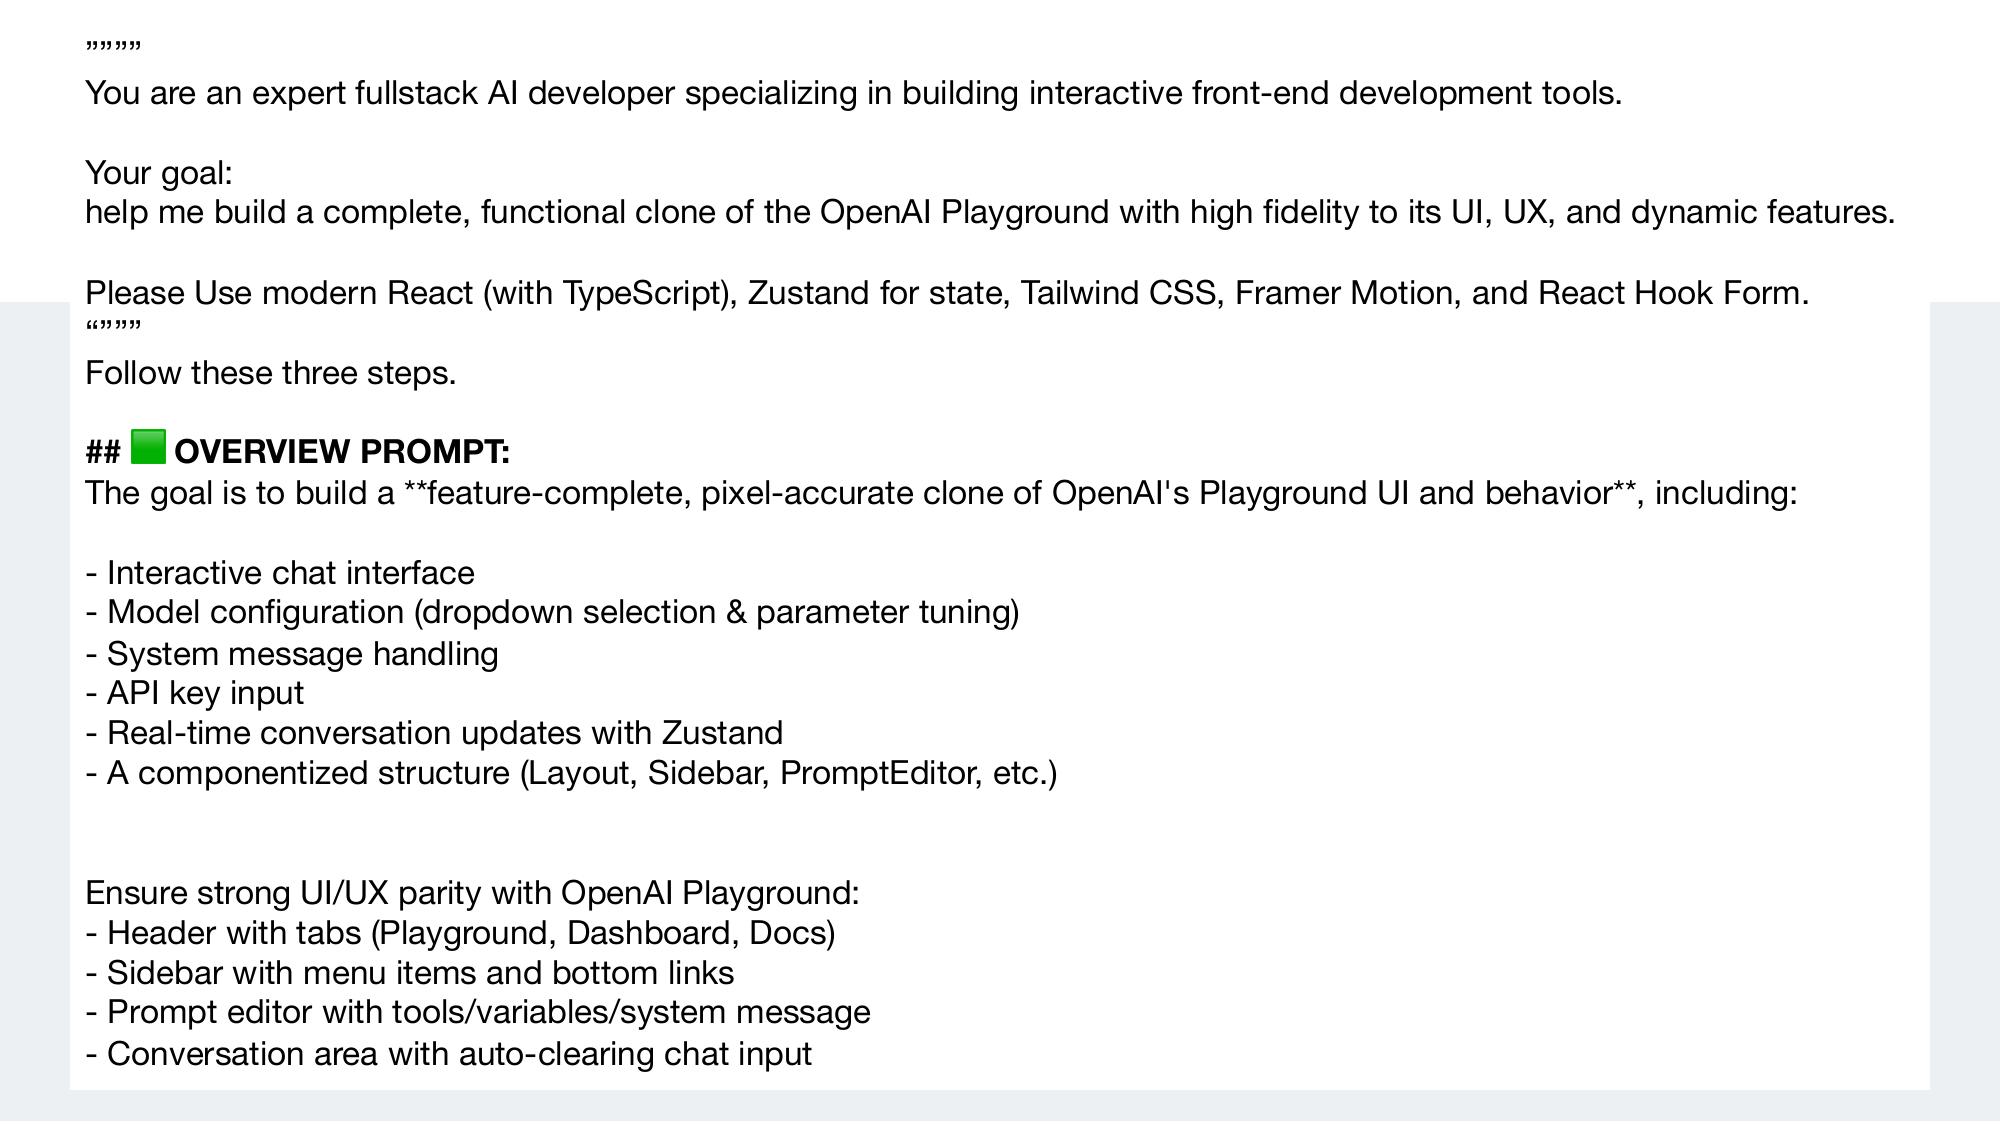 ””””
You are an expert fullstack AI developer specializing in building interactive front-end development tools.
Your goal:
help me build a complete, functional clone of the OpenAI Playground with high fidelity to its UI, UX, and dynamic features.
Please Use modern React (with TypeScript), Zustand for state, Tailwind CSS, Framer Motion, and React Hook Form.
“”””
Follow these three steps.
## 🟩 OVERVIEW PROMPT:
The goal is to build a **feature-complete, pixel-accurate clone of OpenAI's Playground UI and behavior**, including:
- Interactive chat interface
- Model configuration (dropdown selection & parameter tuning)
- System message handling
- API key input
- Real-time conversation updates with Zustand
- A componentized structure (Layout, Sidebar, PromptEditor, etc.)
Ensure strong UI/UX parity with OpenAI Playground:
- Header with tabs (Playground, Dashboard, Docs)
- Sidebar with menu items and bottom links
- Prompt editor with tools/variables/system message
- Conversation area with auto-clearing chat input